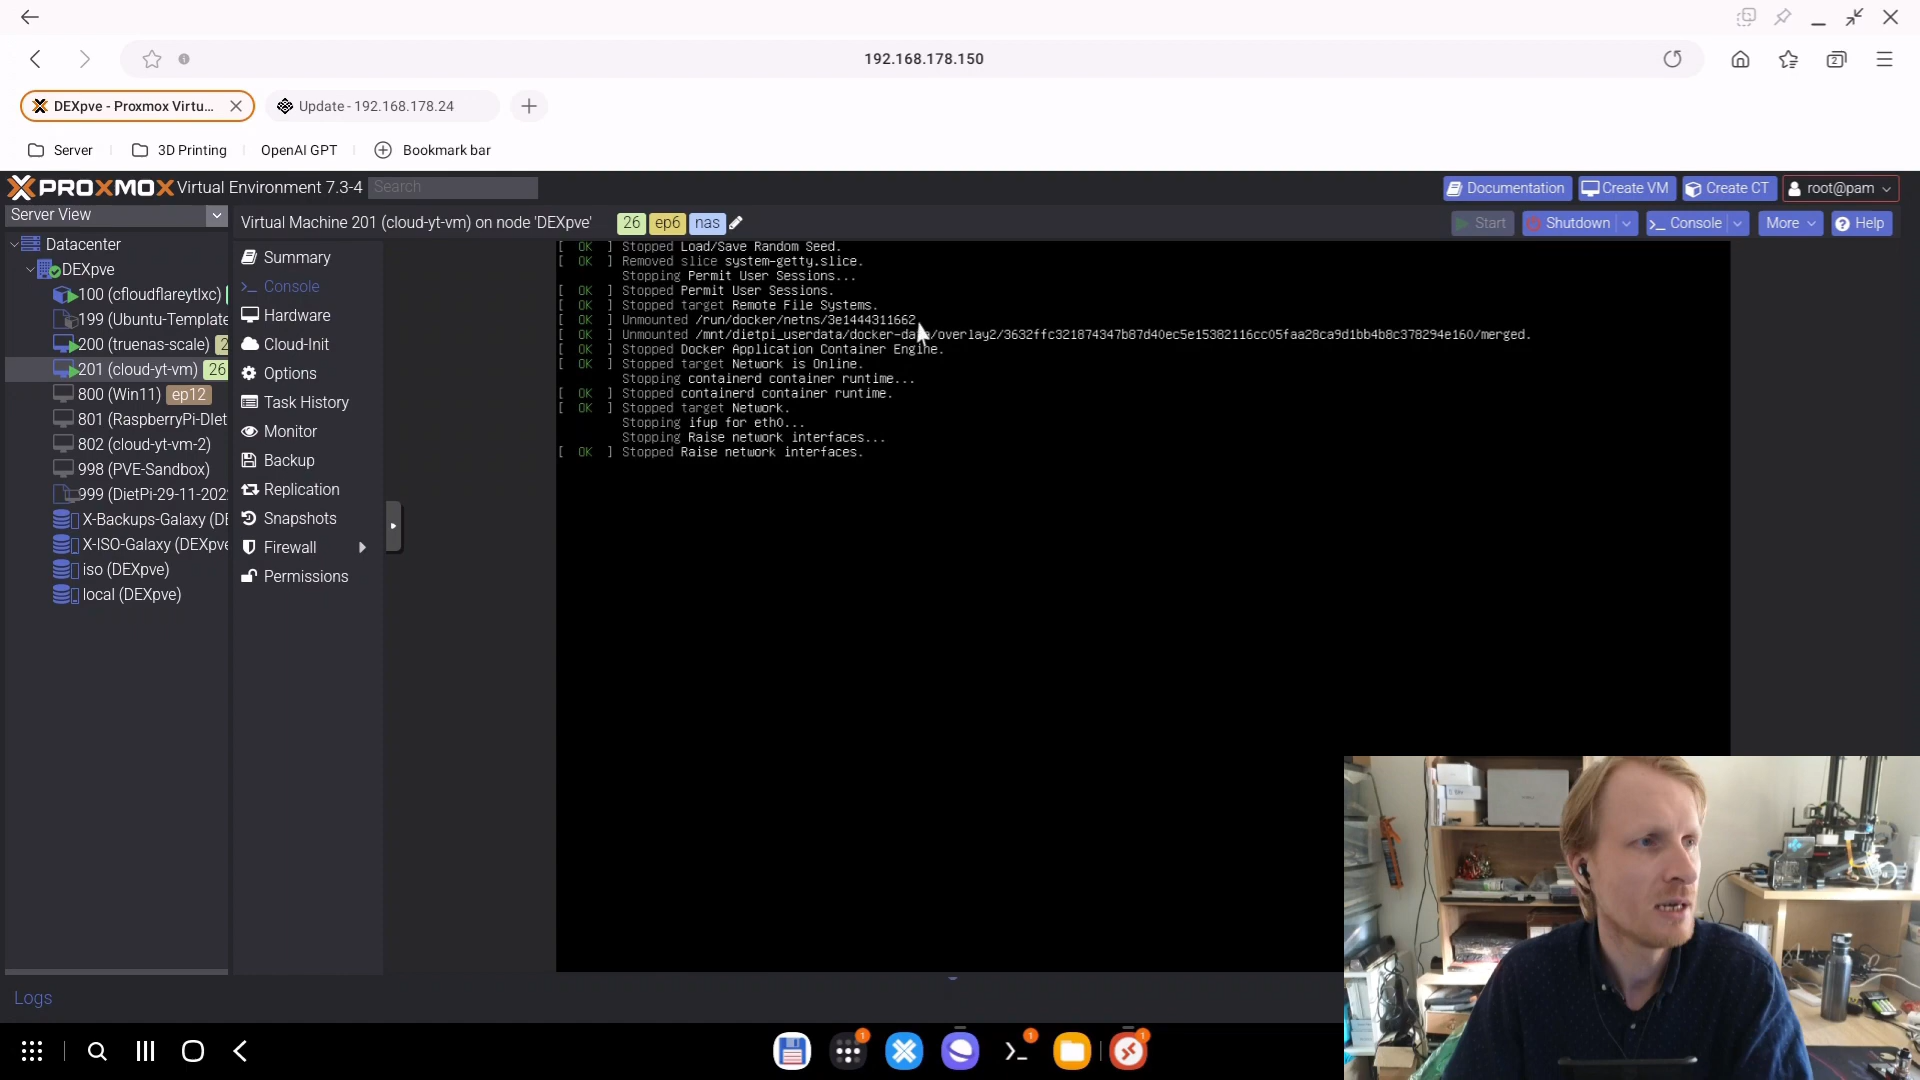 192.168.178.150
DEXpve - Proxmox Virtu...
Update - 192.168.178.24
Server
3D Printing
OpenAI GPT
Bookmark bar
PROXMOX Virtual Environment 7.3-4
Search
Documentation
Create VM
Create CT
root@pam
Server View
Virtual Machine 201 (cloud-yt-vm) on node 'DEXpve'
26
ep6
nas
Start
Shutdown
Console
More
Help
Datacenter
DEXpve
100 (cfloudflareytlxc)
199 (Ubuntu-Template
200 (truenas-scale) 2
201 (cloud-yt-vm) 26
800 (Win11) ep12
801 (RaspberryPi-DIet
802 (cloud-yt-vm-2)
998 (PVE-Sandbox)
999 (DietPi-29-11-202
X-Backups-Galaxy (DE
X-ISO-Galaxy (DEXpve
iso (DEXpve)
local (DEXpve)
Summary
Console
Hardware
Cloud-Init
Options
Task History
Monitor
Backup
Replication
Snapshots
Firewall
Permissions
[ OK ] Stopped Load/Save Random Seed.
[ OK ] Removed slice system-getty.slice.
Stopping Permit User Sessions...
[ OK ] Stopped Permit User Sessions.
[ OK ] Stopped target Remote File Systems.
[ OK ] Unmounted /run/docker/netns/3e1444311662.
[ OK ] Unmounted /mnt/dietpi_userdata/docker-data/overlay2/3632ffc321874347b87d40ec5e15382116cc05faa28ca9d1bb4b8c378294e160/merged.
[ OK ] Stopped Docker Application Container Engine.
[ OK ] Stopped target Network is Online.
Stopping containerd container runtime...
[ OK ] Stopped containerd container runtime.
[ OK ] Stopped target Network.
Stopping ifup for eth0...
Stopping Raise network interfaces...
[ OK ] Stopped Raise network interfaces.
Logs